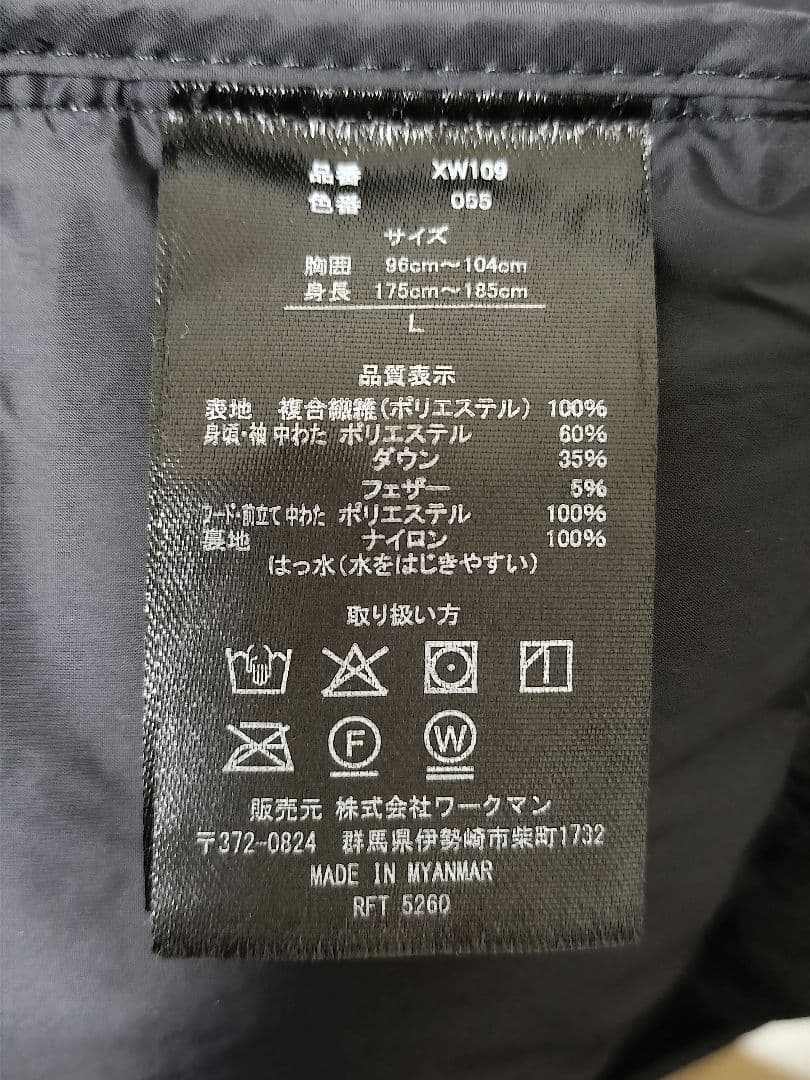 品番 XW109
色番 055
サイズ
胸囲 96cm～104cm
身長 175cm～185cm
L
品質表示
表地 複合繊維(ポリエステル) 100%
身頃・袖 中わた ポリエステル 60%
ダウン 35%
フェザー 5%
フード・前立て 中わた ポリエステル 100%
裏地 ナイロン 100%
はっ水(水をはじきやすい)
取り扱い方
F W
販売元 株式会社ワークマン
〒372-0824 群馬県伊勢崎市柴町1732
MADE IN MYANMAR
RFT 5260